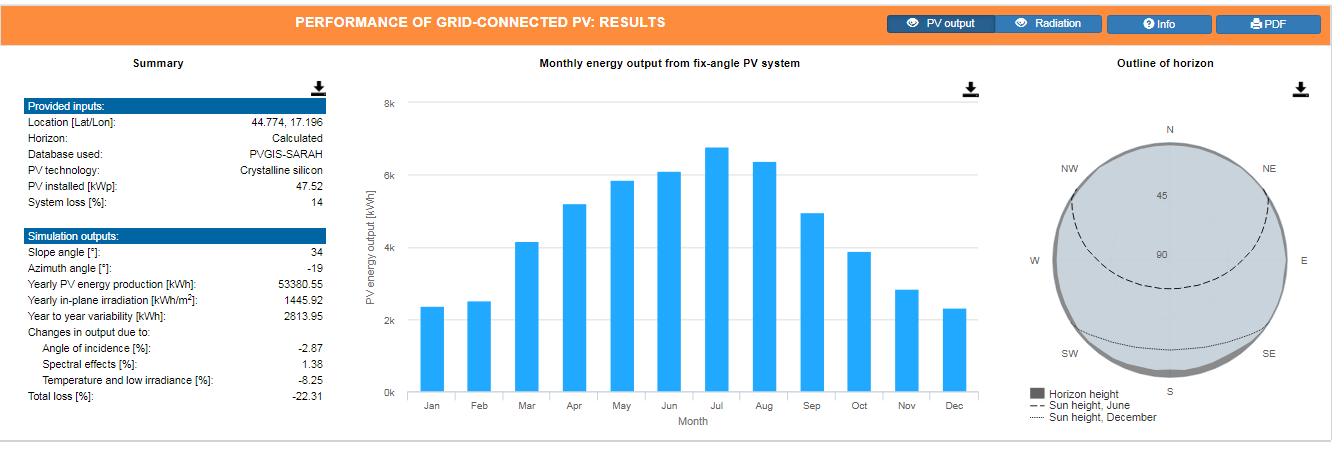 PERFORMANCE OF GRID-CONNECTED PV: RESULTS
PV output
Radiation
Info
PDF
Summary
Provided inputs:
Location [Lat/Lon]: 44.774, 17.196
Horizon: Calculated
Database used: PVGIS-SARAH
PV technology: Crystalline silicon
PV installed [kWp]: 47.52
System loss [%]: 14
Simulation outputs:
Slope angle [°]: 34
Azimuth angle [°]: -19
Yearly PV energy production [kWh]: 53380.55
Yearly in-plane irradiation [kWh/m²]: 1445.92
Year to year variability [kWh]: 2813.95
Changes in output due to:
Angle of incidence [%]: -2.87
Spectral effects [%]: 1.38
Temperature and low irradiance [%]: -8.25
Total loss [%]: -22.31
Monthly energy output from fix-angle PV system
PV energy output [kWh]
8k
6k
4k
2k
0k
Jan Feb Mar Apr May Jun Jul Aug Sep Oct Nov Dec
Month
Outline of horizon
N
NW NE
45
90
W E
SW SE
S
Horizon height
Sun height, June
Sun height, December